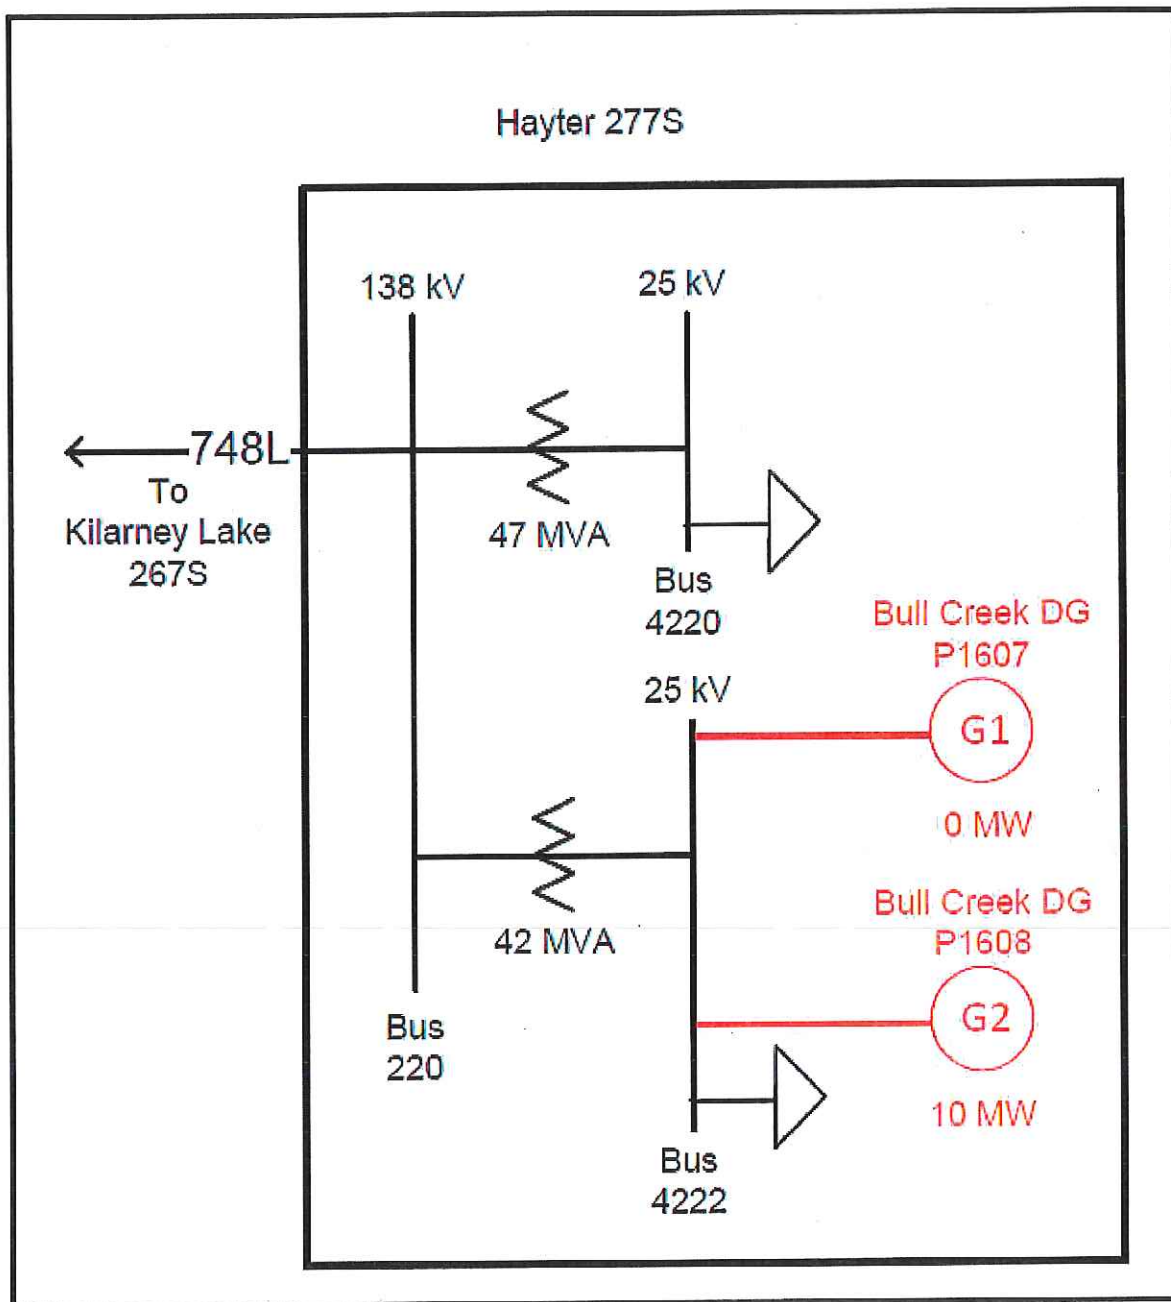 Hayter 277S
138 kV
25 kV
748L
To
Kilarney Lake
267S
47 MVA
Bus
4220
Bull Creek DG
P1607
25 kV
G1
0 MW
42 MVA
Bull Creek DG
P1608
G2
Bus
220
10 MW
Bus
4222